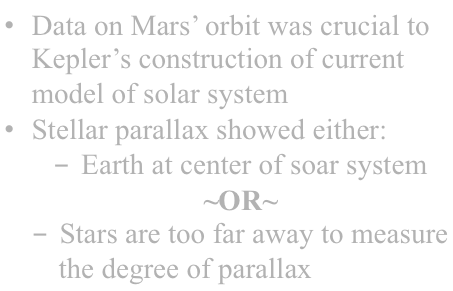 • Data on Mars’ orbit was crucial to
Kepler’s construction of current
model of solar system
• Stellar parallax showed either:
– Earth at center of soar system
~OR~
– Stars are too far away to measure
the degree of parallax